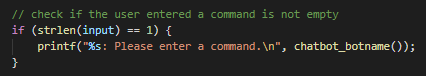 // check if the user entered a command is not empty
if (strlen(input) == 1) {
    printf("%s: Please enter a command.\n", chatbot_botname());
}